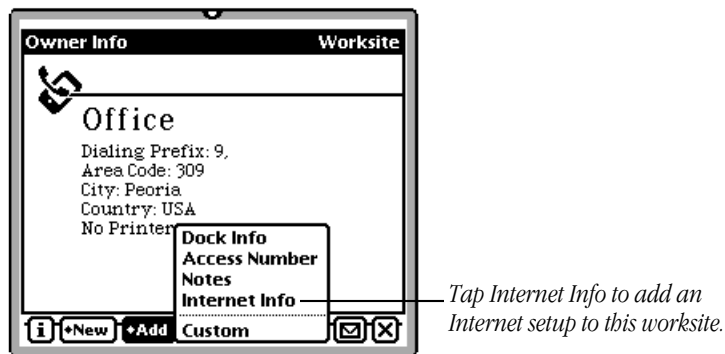 Owner Info Worksite
Office
Dialing Prefix: 9,
Area Code: 309
City: Peoria
Country: USA
No Printer
Dock Info
Access Number
Notes
Internet Info
Custom
i New Add
Tap Internet Info to add an
Internet setup to this worksite.